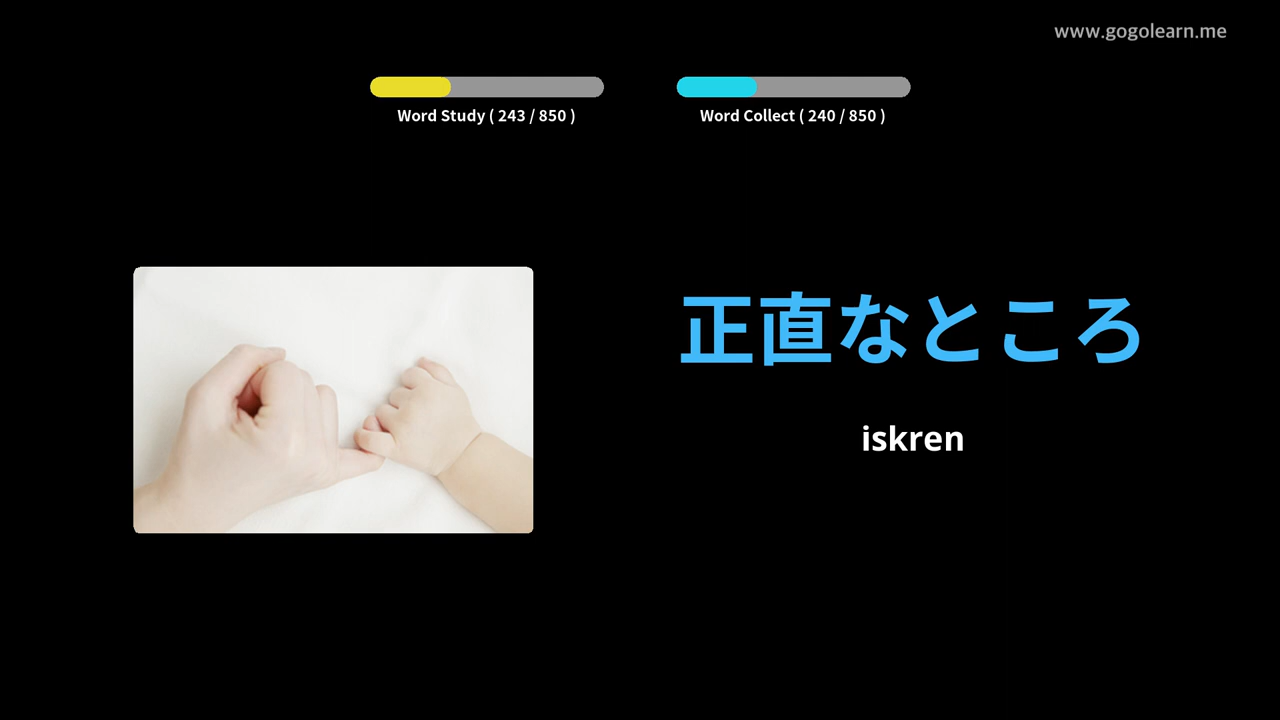 www.gogolearn.me
Word Study ( 243 / 850 )
Word Collect ( 240 / 850 )
正直なところ
iskren